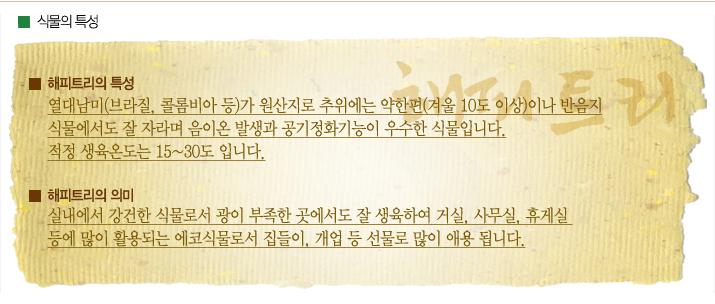 식물의 특성
해피트리
해피트리의 특성
열대남미(브라질, 콜롬비아 등)가 원산지로 추위에는 약한편(겨울 10도 이상)이나 반음지
식물에서도 잘 자라며 음이온 발생과 공기정화기능이 우수한 식물입니다.
적정 생육온도는 15~30도 입니다.
해피트리의 의미
실내에서 강건한 식물로서 광이 부족한 곳에서도 잘 생육하여 거실, 사무실, 휴게실
등에 많이 활용되는 에코식물로서 집들이, 개업 등 선물로 많이 애용 됩니다.